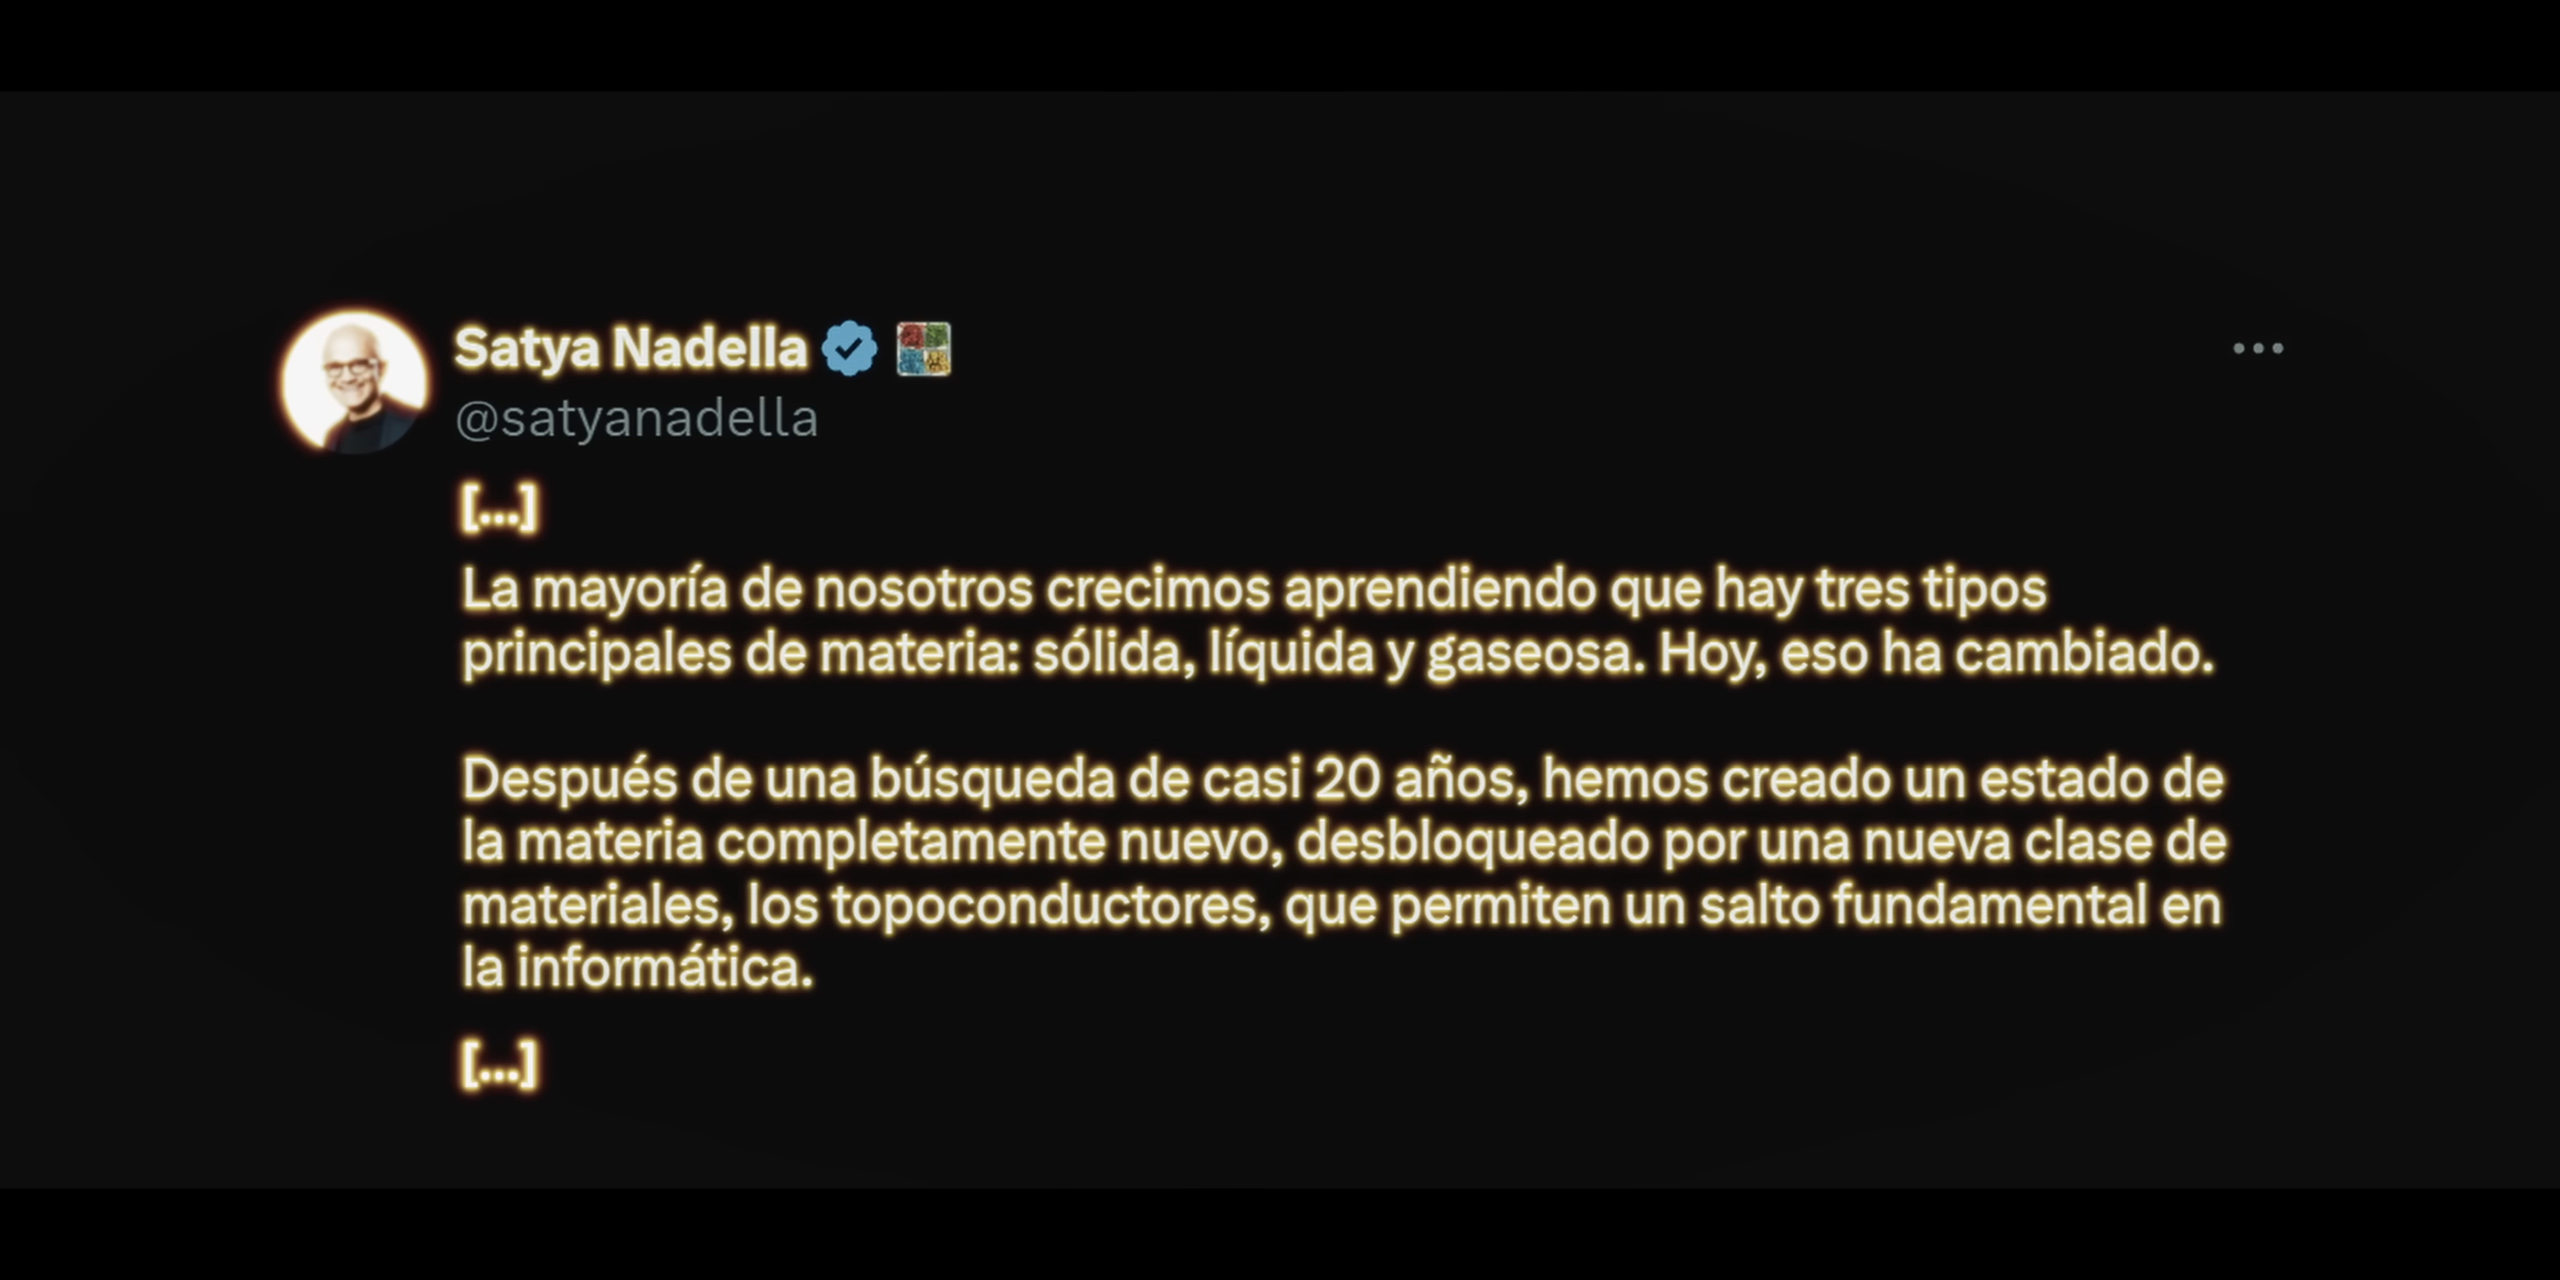 Satya Nadella
@satyanadella
[...]
La mayoría de nosotros crecimos aprendiendo que hay tres tipos
principales de materia: sólida, líquida y gaseosa. Hoy, eso ha cambiado.
Después de una búsqueda de casi 20 años, hemos creado un estado de
la materia completamente nuevo, desbloqueado por una nueva clase de
materiales, los topoconductores, que permiten un salto fundamental en
la informática.
[...]